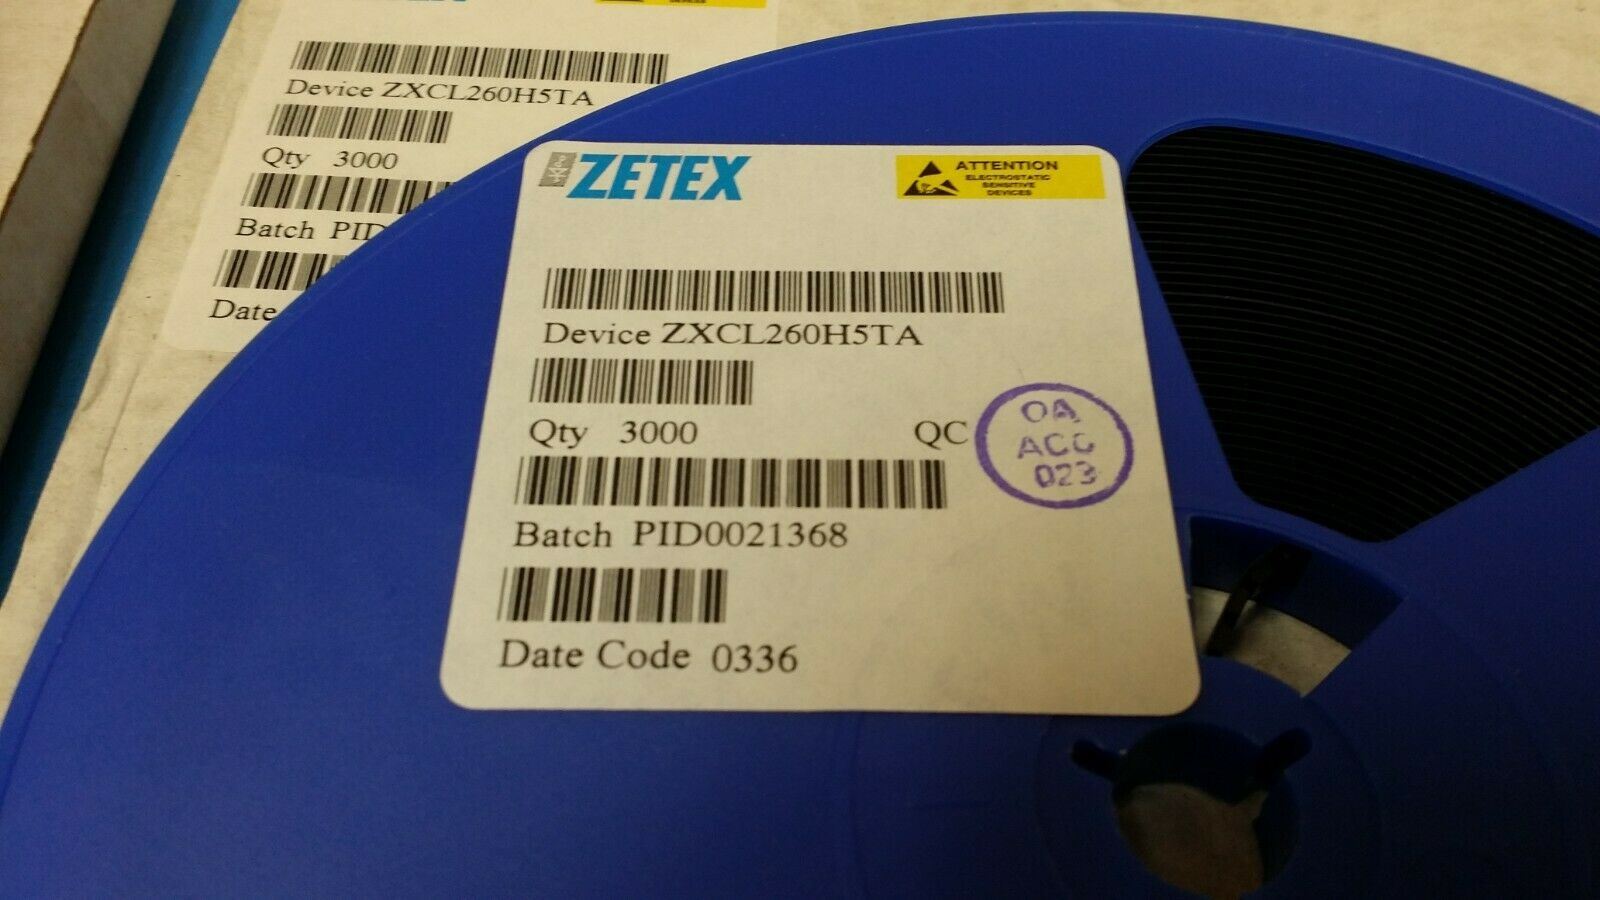 ZETEX
Device ZXCL260H5TA
Qty 3000
Batch PID
Date
ZETEX
ATTENTION
ELECTROSTATIC
SENSITIVE
DEVICES
Device ZXCL260H5TA
Qty 3000 QC
OA
ACC
023
Batch PID0021368
Date Code 0336